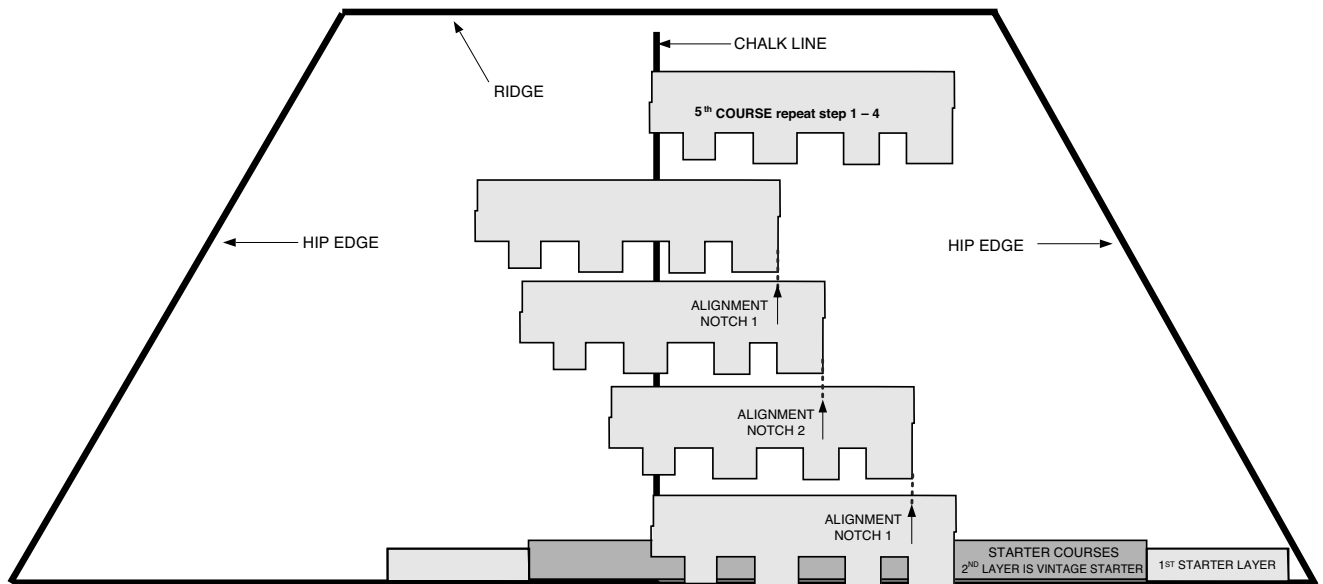 CHALK LINE
RIDGE
5th COURSE repeat step 1 – 4
HIP EDGE
HIP EDGE
ALIGNMENT
NOTCH 1
ALIGNMENT
NOTCH 2
ALIGNMENT
NOTCH 1
STARTER COURSES
2ND LAYER IS VINTAGE STARTER
1ST STARTER LAYER